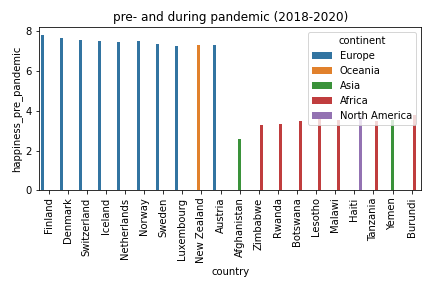 pre- and during pandemic (2018-2020)
happiness_pre_pandemic
8
6
4
2
0
continent
Europe
Oceania
Asia
Africa
North America
Finland
Denmark
Switzerland
Iceland
Netherlands
Norway
Sweden
Luxembourg
New Zealand
Austria
Afghanistan
Zimbabwe
Rwanda
Botswana
Lesotho
Malawi
Haiti
Tanzania
Yemen
Burundi
country